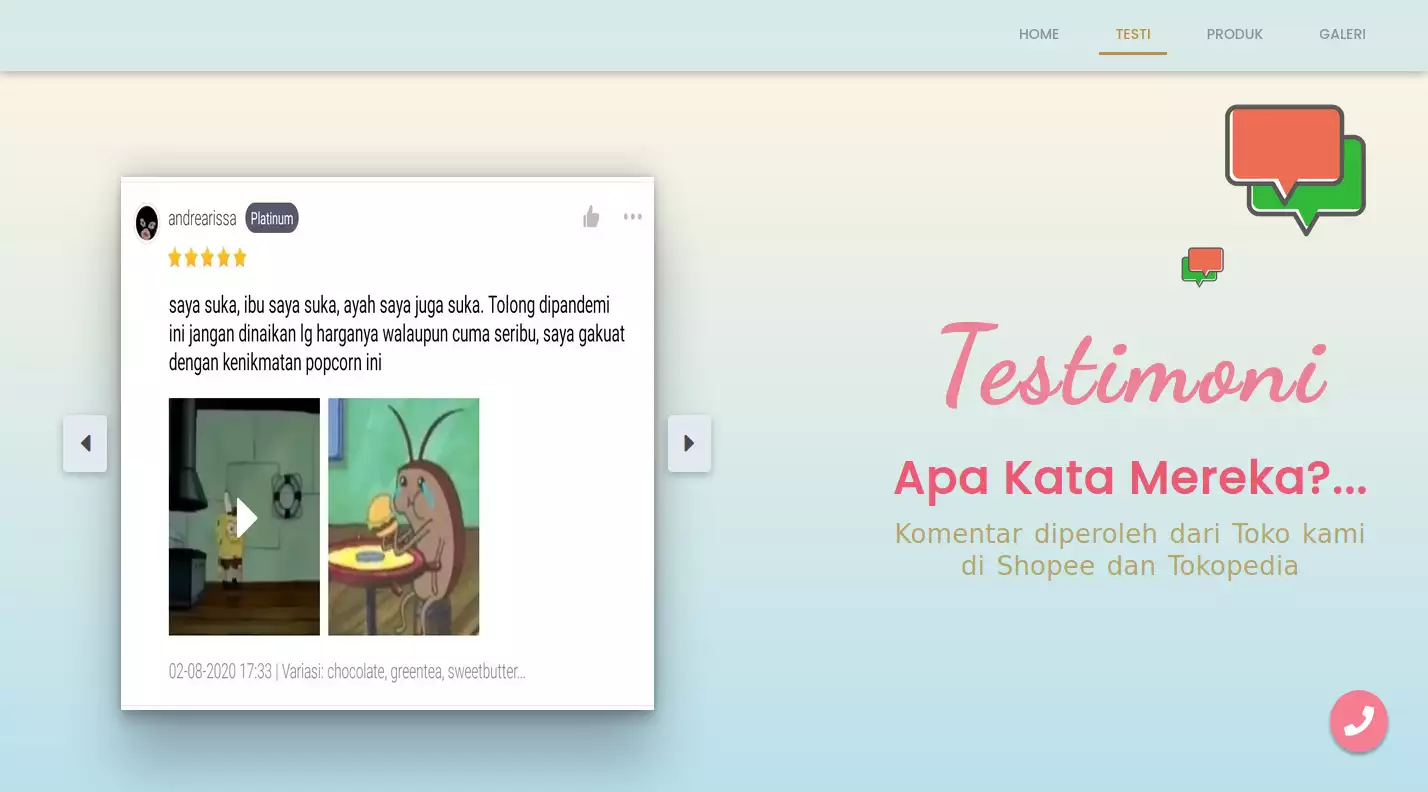 HOME TESTI PRODUK GALERI
andrearissa Platinum
saya suka, ibu saya suka, ayah saya juga suka. Tolong dipandemi
ini jangan dinaikan lg harganya walaupun cuma seribu, saya gakuat
dengan kenikmatan popcorn ini
02-08-2020 17:33 | Variasi: chocolate, greentea, sweetbutter...
Testimoni
Apa Kata Mereka?...
Komentar diperoleh dari Toko kami
di Shopee dan Tokopedia